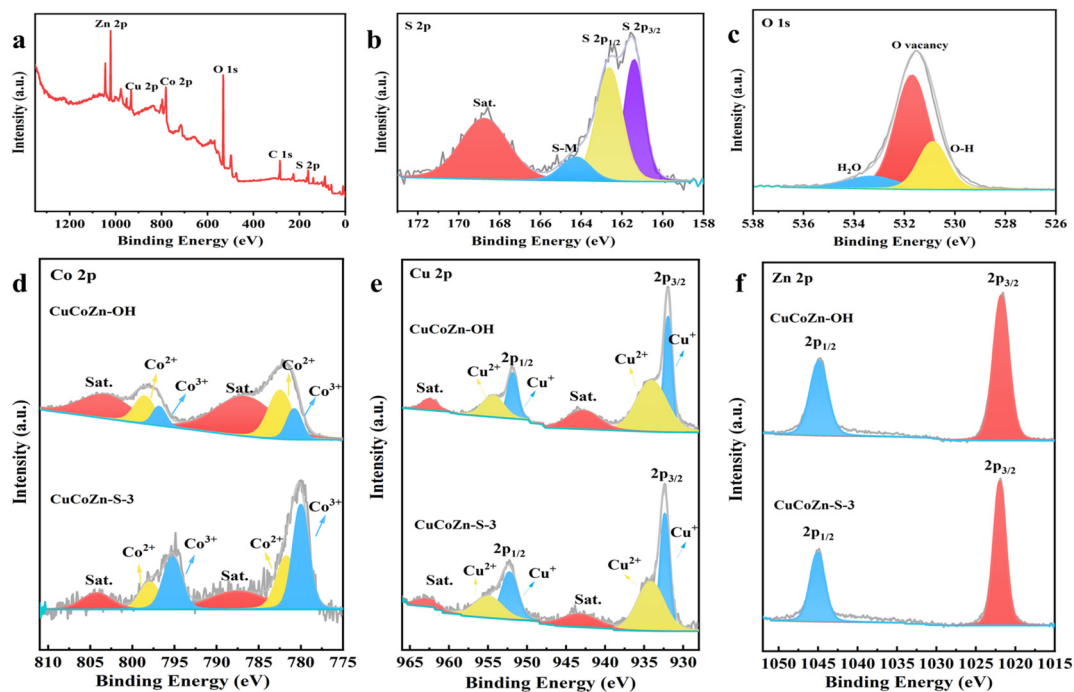 a
Zn 2p
Cu 2p
Co 2p
O 1s
C 1s
S 2p
Intensity (a.u.)
1200 1000 800 600 400 200 0
Binding Energy (eV)
b
S 2p
Sat.
S-M
S 2p1/2
S 2p3/2
Intensity (a.u.)
172 170 168 166 164 162 160 158
Binding Energy (eV)
c
O 1s
O vacancy
H2O
O-H
Intensity (a.u.)
538 536 534 532 530 528 526
Binding Energy (eV)
d
Co 2p
CuCoZn-OH
Sat.
Co2+
Co3+
Sat.
Co2+
Co3+
CuCoZn-S-3
Sat.
Co2+
Co3+
Sat.
Co2+
Co3+
Intensity (a.u.)
810 805 800 795 790 785 780 775
Binding Energy (eV)
e
Cu 2p
CuCoZn-OH
Sat.
Cu2+
2p1/2
Cu+
Sat.
Cu2+
2p3/2
Cu+
CuCoZn-S-3
Sat.
Cu2+
2p1/2
Cu+
Sat.
Cu2+
2p3/2
Cu+
Intensity (a.u.)
965 960 955 950 945 940 935 930
Binding Energy (eV)
f
Zn 2p
CuCoZn-OH
2p1/2
2p3/2
CuCoZn-S-3
2p1/2
2p3/2
Intensity (a.u.)
1050 1045 1040 1035 1030 1025 1020 1015
Binding Energy (eV)